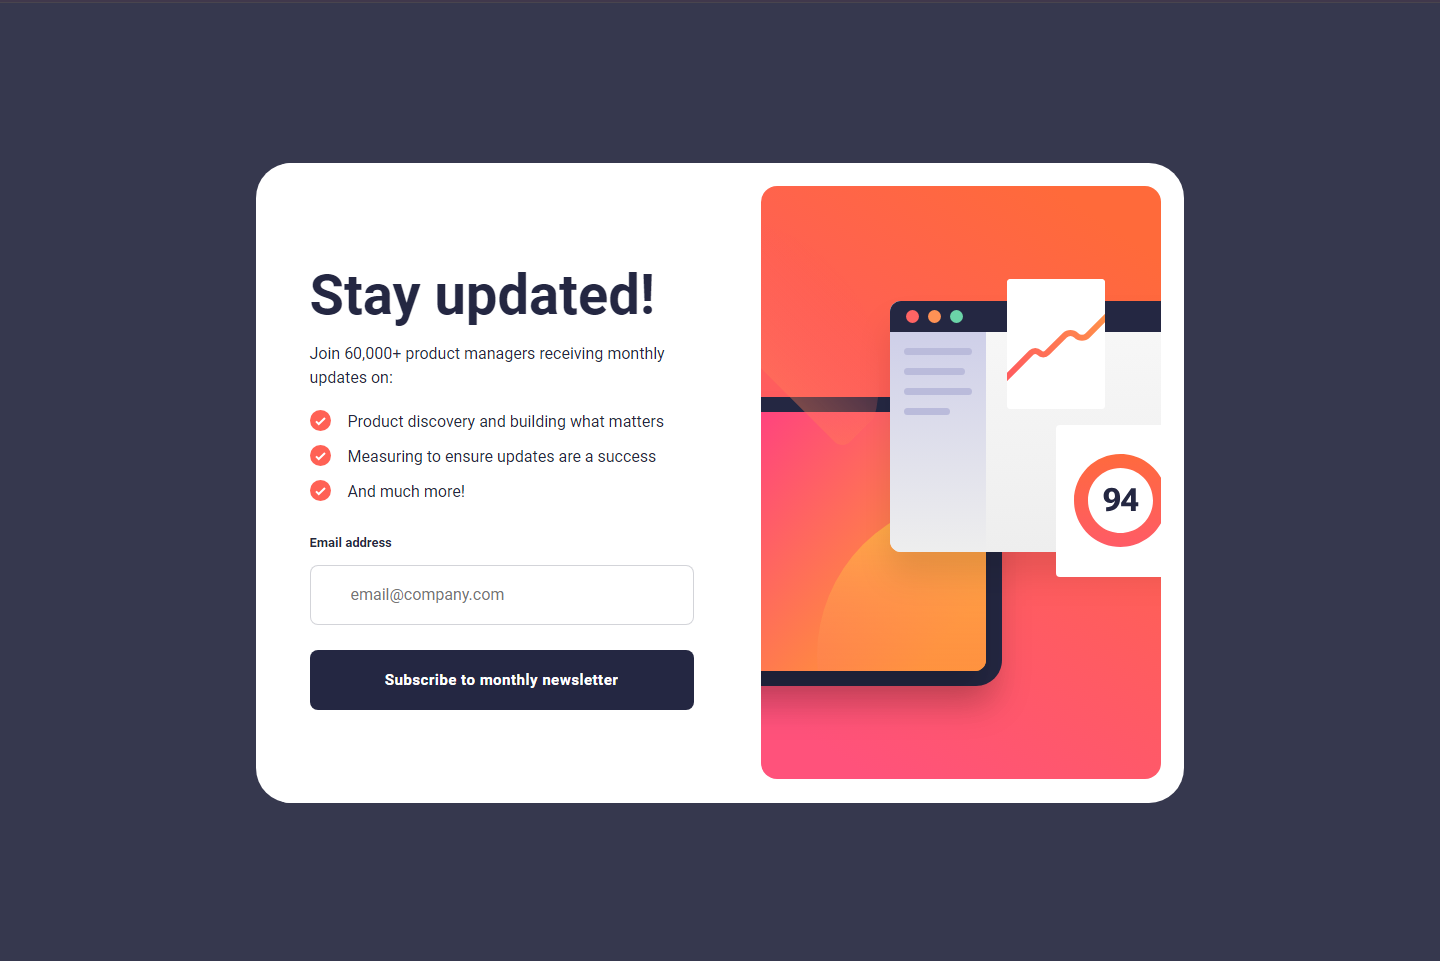 Stay updated!
Join 60,000+ product managers receiving monthly
updates on:
Product discovery and building what matters
Measuring to ensure updates are a success
And much more!
Email address
email@company.com
Subscribe to monthly newsletter
94